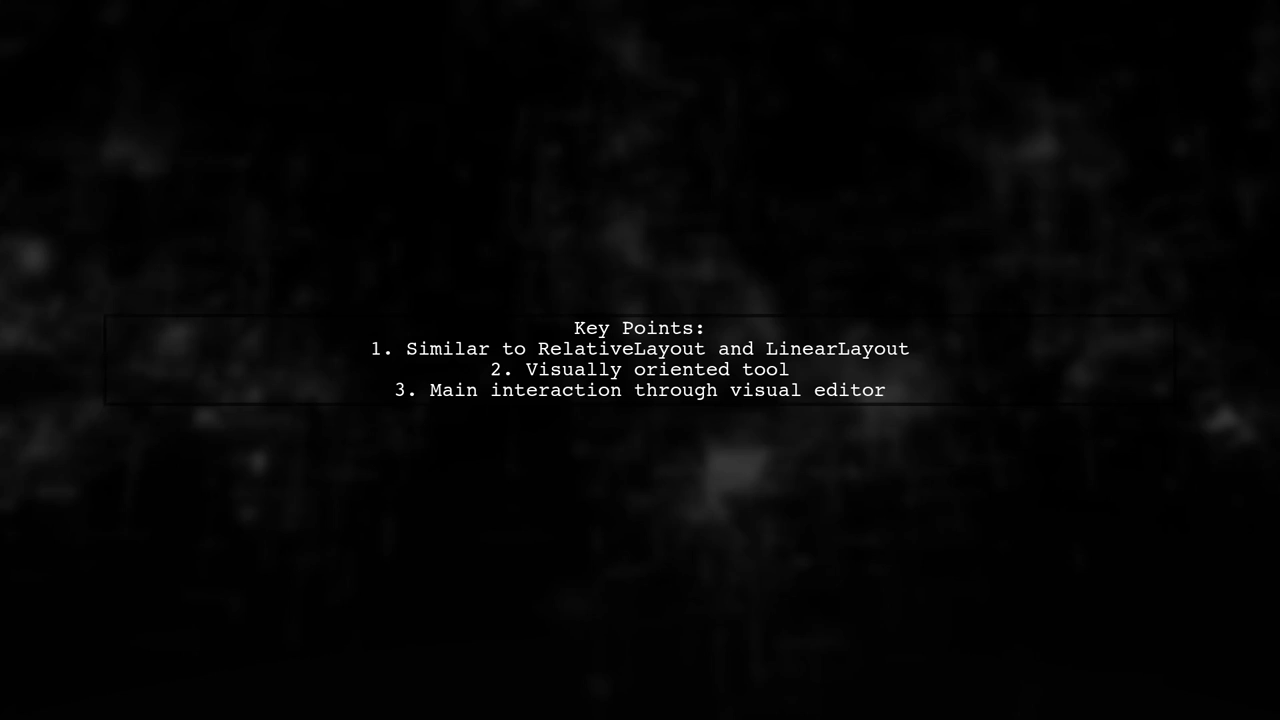 Key Points:
1. Similar to RelativeLayout and LinearLayout
2. Visually oriented tool
3. Main interaction through visual editor